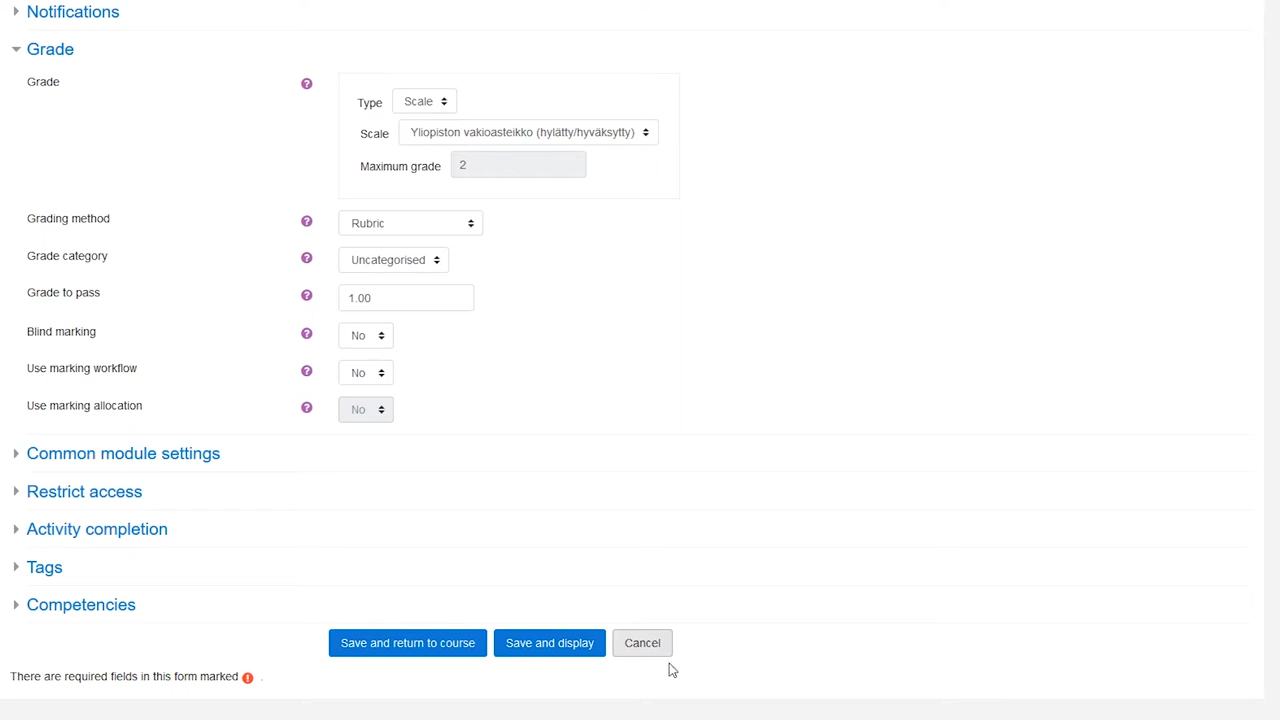 Notifications
Grade
Grade
Type Scale
Scale Yliopiston vakioasteikko (hylätty/hyväksytty)
Maximum grade 2
Grading method Rubric
Grade category Uncategorised
Grade to pass 1.00
Blind marking No
Use marking workflow No
Use marking allocation No
Common module settings
Restrict access
Activity completion
Tags
Competencies
Save and return to course Save and display Cancel
There are required fields in this form marked .